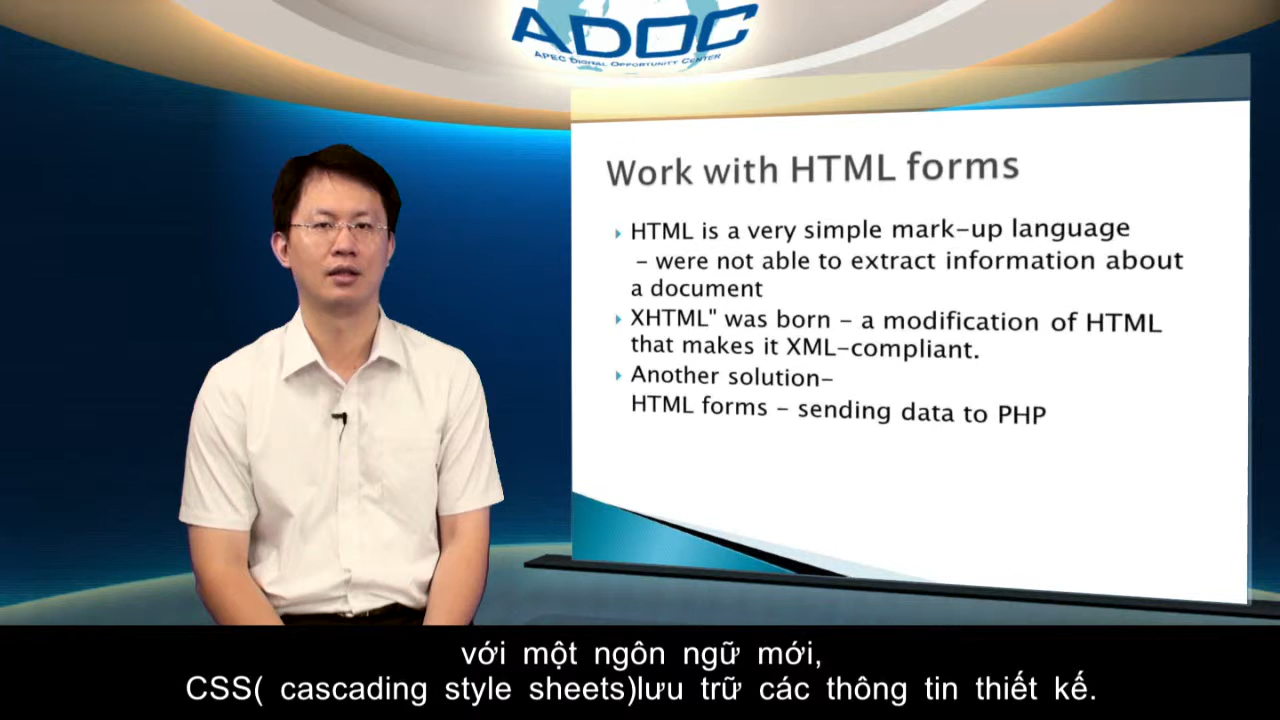 ADOC
APEC DIGITAL OPPORTUNITY CENTER
Work with HTML forms
HTML is a very simple mark-up language
– were not able to extract information about
a document
XHTML" was born – a modification of HTML
that makes it XML-compliant.
Another solution–
HTML forms – sending data to PHP
với một ngôn ngữ mới,
CSS( cascading style sheets)lưu trữ các thông tin thiết kế.